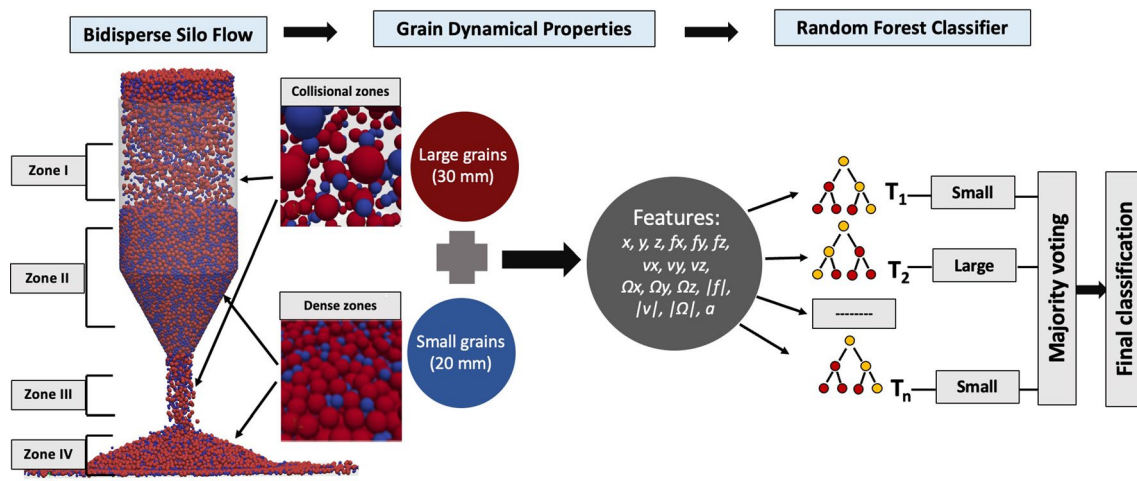 Bidisperse Silo Flow
Grain Dynamical Properties
Random Forest Classifier
Zone I
Zone II
Zone III
Zone IV
Collisional zones
Dense zones
Large grains
(30 mm)
Small grains
(20 mm)
Features:
x, y, z, fx, fy, fz,
vx, vy, vz,
Ωx, Ωy, Ωz, |f|,
|v|, |Ω|, a
T1
Small
T2
Large
--------
Tn
Small
Majority voting
Final classification